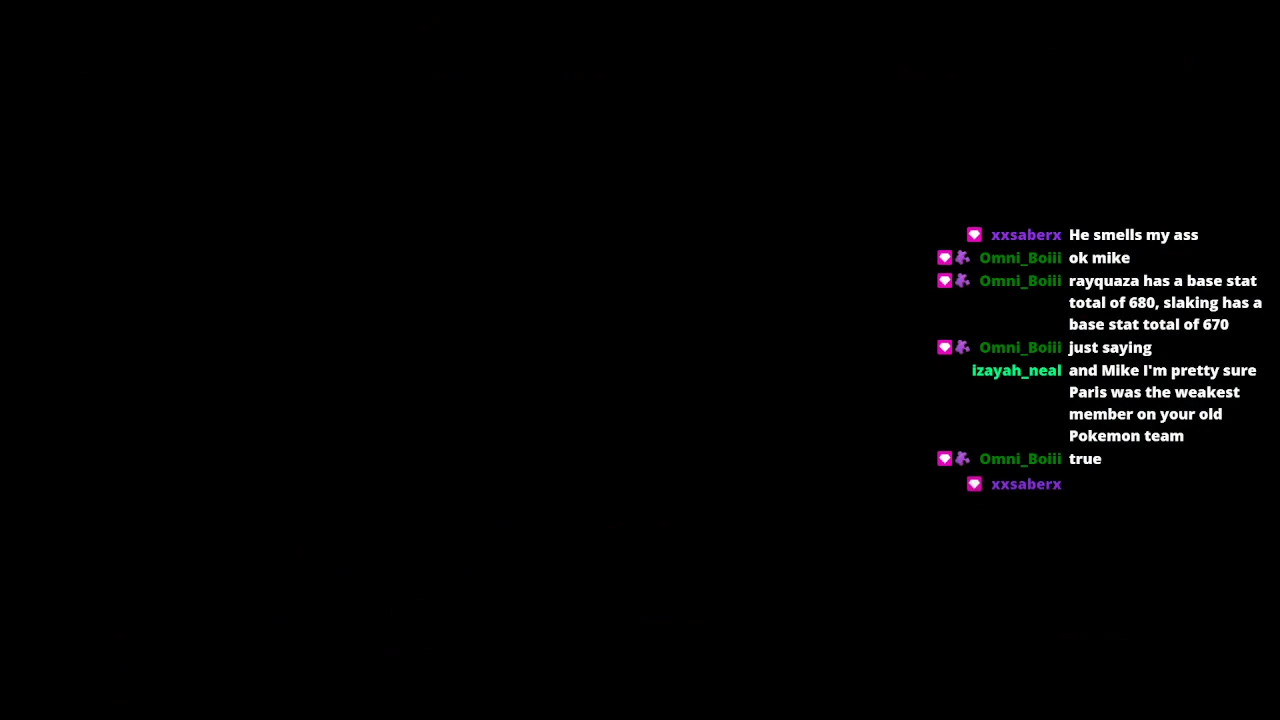 xxsaberx He smells my ass
Omni_Boiii ok mike
Omni_Boiii rayquaza has a base stat
total of 680, slaking has a
base stat total of 670
Omni_Boiii just saying
izayah_neal and Mike I'm pretty sure
Paris was the weakest
member on your old
Pokemon team
Omni_Boiii true
xxsaberx